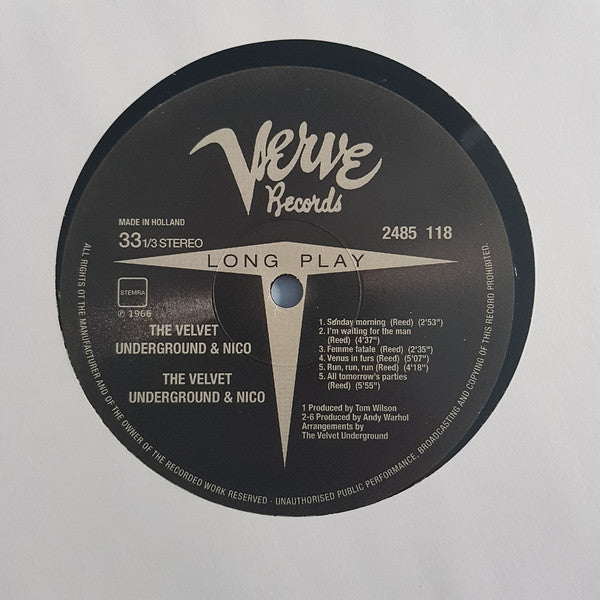 Verve
Records
MADE IN HOLLAND
33 1/3 STEREO
2485 118
LONG PLAY
STEMRA
℗ 1966
THE VELVET
UNDERGROUND & NICO
THE VELVET
UNDERGROUND & NICO
1. Sunday morning (Reed) (2'53")
2. I'm waiting for the man
(Reed) (4'37")
3. Femme fatale (Reed) (2'35")
4. Venus in furs (Reed) (5'07")
5. Run, run, run (Reed) (4'18")
5. All tomorrow's parties
(Reed) (5'55")
1 Produced by Tom Wilson
2-6 Produced by Andy Warhol
Arrangements by
The Velvet Underground
ALL RIGHTS OT THE MANUFACTURER AND OF THE OWNER OF THE RECORDED WORK RESERVED · UNAUTHORISED PUBLIC PERFORMANCE, BROADCASTING AND COPYING OF THIS RECORD PROHIBITED.